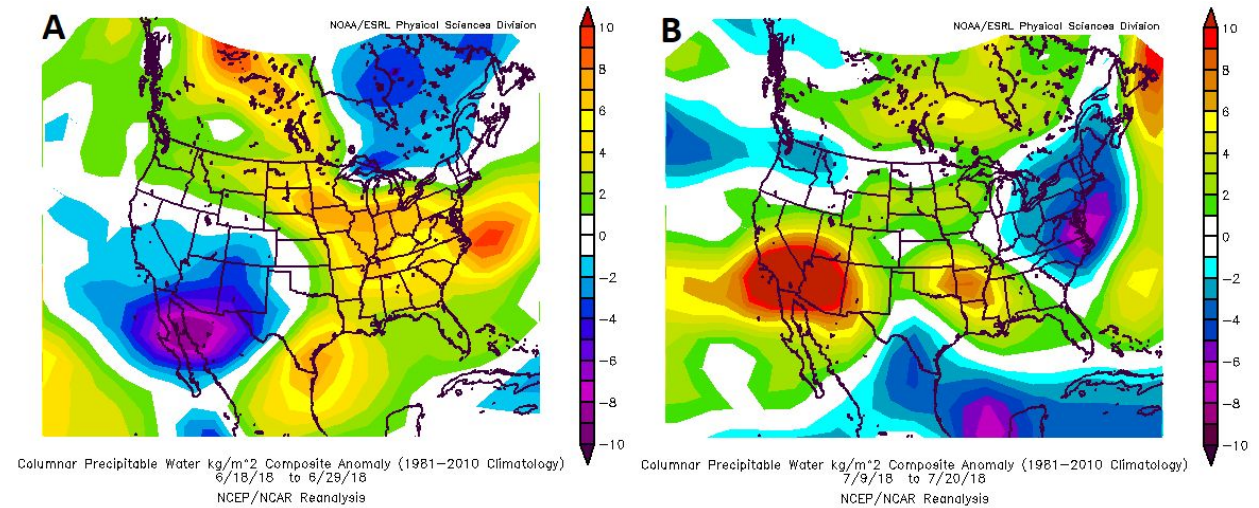 A
NOAA/ESRL Physical Sciences Division
10
8
6
4
2
0
−2
−4
−6
−8
−10
Columnar Precipitable Water kg/m^2 Composite Anomaly (1981−2010 Climatology)
6/18/18 to 6/29/18
NCEP/NCAR Reanalysis
B
NOAA/ESRL Physical Sciences Division
10
8
6
4
2
0
−2
−4
−6
−8
−10
Columnar Precipitable Water kg/m^2 Composite Anomaly (1981−2010 Climatology)
7/9/18 to 7/20/18
NCEP/NCAR Reanalysis